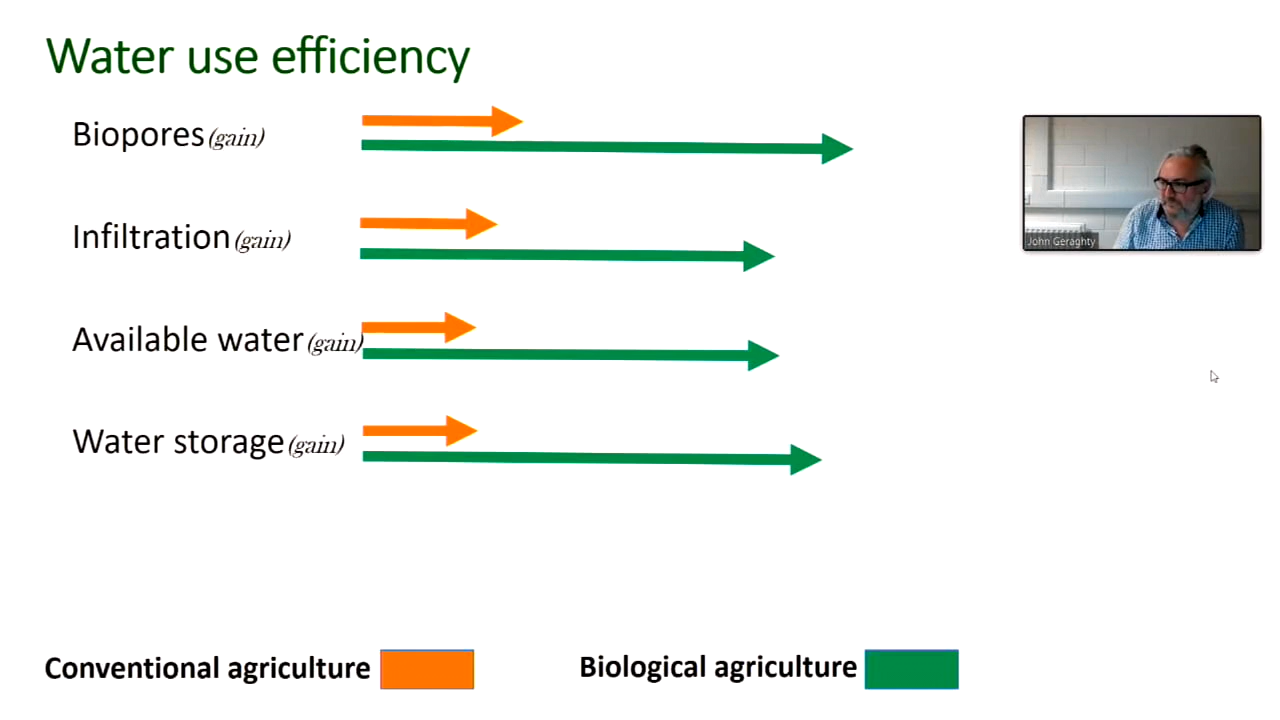 Water use efficiency
Biopores (gain)
Infiltration (gain)
Available water (gain)
Water storage (gain)
John Geraghty
Conventional agriculture
Biological agriculture